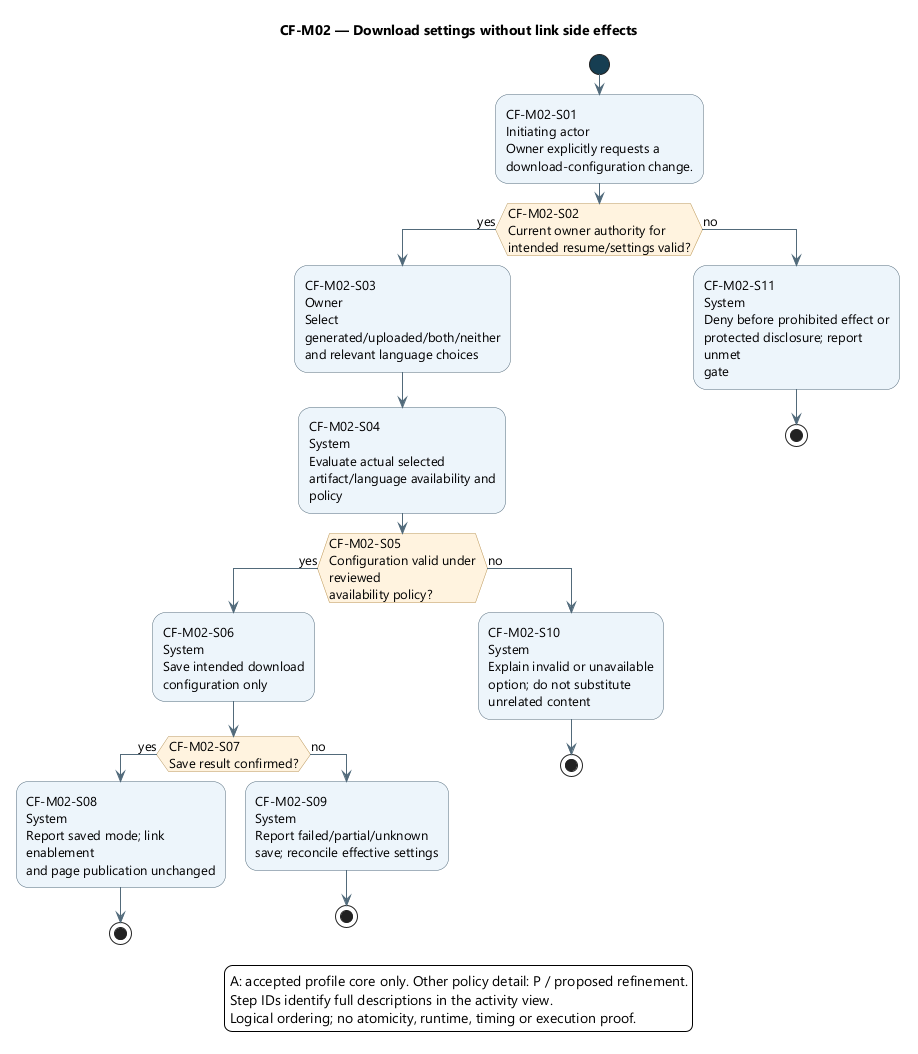 CF-M02 — Download settings without link side effects
CF-M02-S01
Initiating actor
Owner explicitly requests a
download-configuration change.
CF-M02-S02
Current owner authority for
intended resume/settings valid?
yes
no
CF-M02-S03
Owner
Select
generated/uploaded/both/neither
and relevant language choices
CF-M02-S11
System
Deny before prohibited effect or
protected disclosure; report
unmet
gate
CF-M02-S04
System
Evaluate actual selected
artifact/language availability and
policy
CF-M02-S05
Configuration valid under
reviewed
availability policy?
yes
no
CF-M02-S06
System
Save intended download
configuration only
CF-M02-S10
System
Explain invalid or unavailable
option; do not substitute
unrelated content
CF-M02-S07
Save result confirmed?
yes
no
CF-M02-S08
System
Report saved mode; link
enablement
and page publication unchanged
CF-M02-S09
System
Report failed/partial/unknown
save; reconcile effective settings
A: accepted profile core only. Other policy detail: P / proposed refinement.
Step IDs identify full descriptions in the activity view.
Logical ordering; no atomicity, runtime, timing or execution proof.